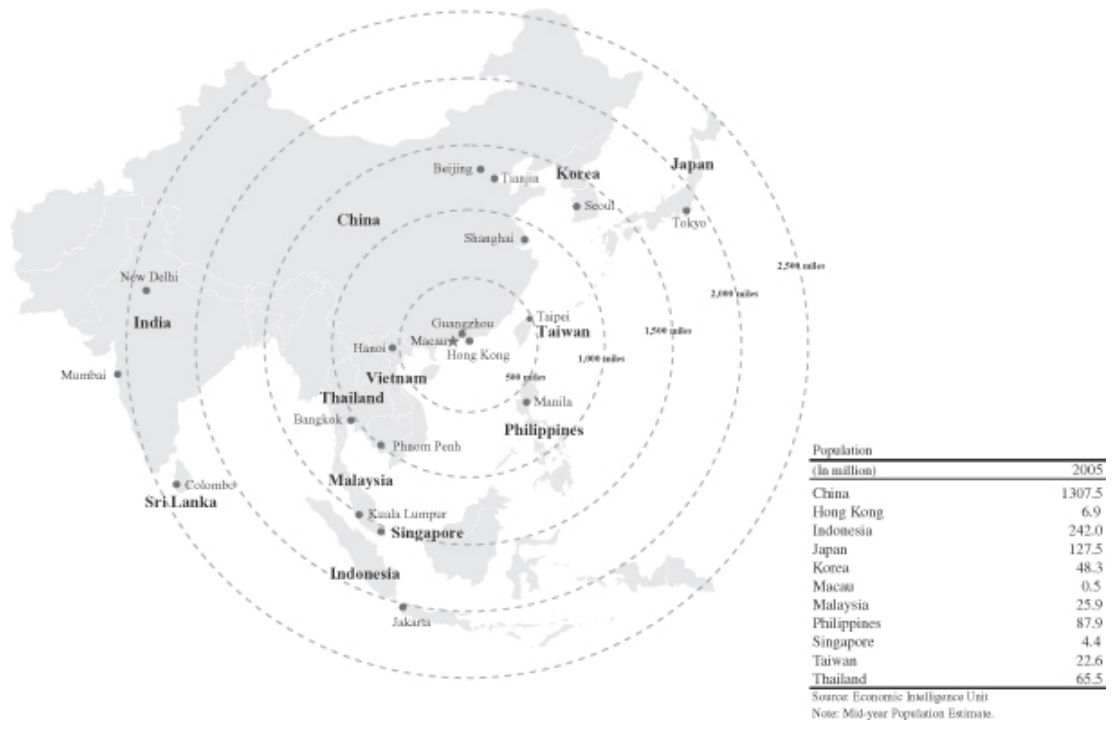 Japan
Beijing
Tianjin
Korea
Seoul
China
Tokyo
Shanghai
2,500 miles
New Delhi
2,000 miles
India
Guangzhou
Taipei
Taiwan
1,500 miles
Macau
Hong Kong
Hanoi
1,000 miles
Mumbai
Vietnam
500 miles
Thailand
Manila
Bangkok
Philippines
Phnom Penh
Malaysia
Colombo
Sri Lanka
Kuala Lumpur
Singapore
Indonesia
Jakarta
Population
(In million) 2005
China 1307.5
Hong Kong 6.9
Indonesia 242.0
Japan 127.5
Korea 48.3
Macau 0.5
Malaysia 25.9
Philippines 87.9
Singapore 4.4
Taiwan 22.6
Thailand 65.5
Source: Economic Intelligence Unit
Note: Mid-year Population Estimate.